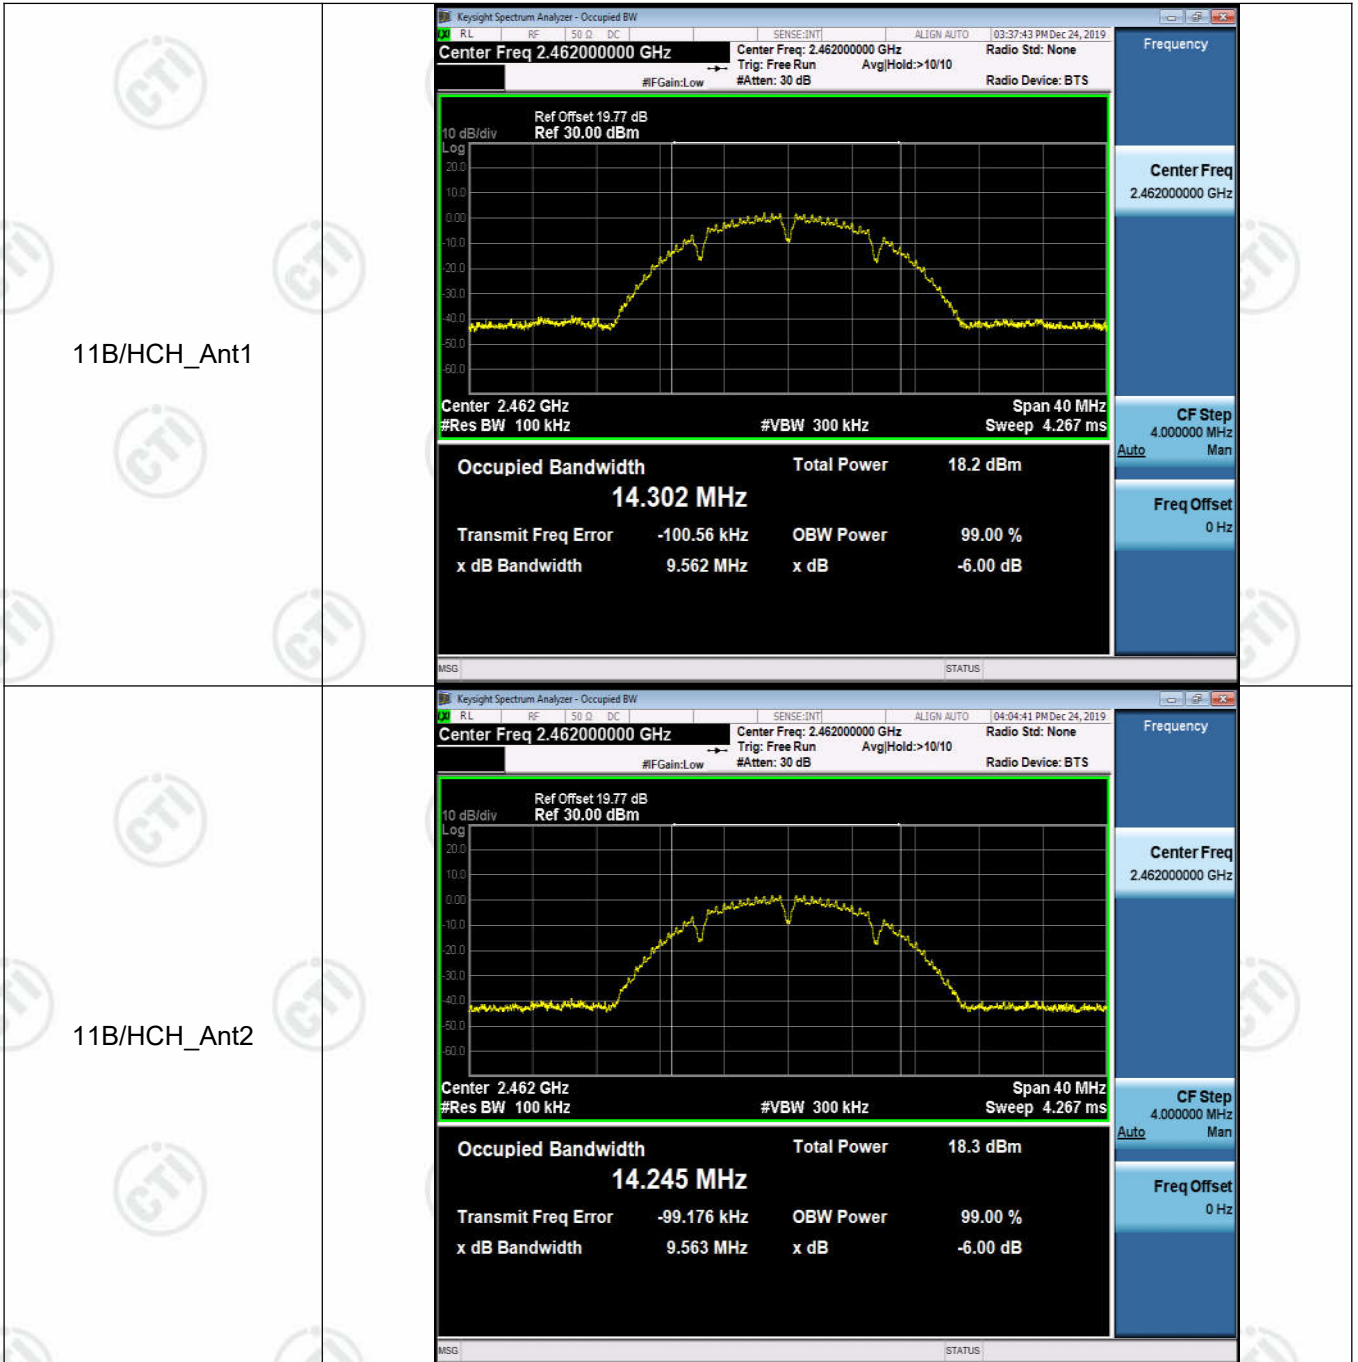 11B/HCH_Ant1
Keysight Spectrum Analyzer - Occupied BW
RL RF 50 Ω DC SENSE:INT ALIGN AUTO 03:37:43 PM Dec 24, 2019
Center Freq 2.462000000 GHz
Center Freq: 2.462000000 GHz Radio Std: None
Trig: Free Run Avg|Hold:>10/10
#IFGain:Low #Atten: 30 dB Radio Device: BTS
Ref Offset 19.77 dB
10 dB/div Ref 30.00 dBm
Log
20.0
10.0
0.00
-10.0
-20.0
-30.0
-40.0
-50.0
-60.0
Center 2.462 GHz Span 40 MHz
#Res BW 100 kHz #VBW 300 kHz Sweep 4.267 ms
Occupied Bandwidth Total Power 18.2 dBm
14.302 MHz
Transmit Freq Error -100.56 kHz OBW Power 99.00 %
x dB Bandwidth 9.562 MHz x dB -6.00 dB
MSG STATUS
Frequency
Center Freq
2.462000000 GHz
CF Step
4.000000 MHz
Auto Man
Freq Offset
0 Hz
11B/HCH_Ant2
Keysight Spectrum Analyzer - Occupied BW
RL RF 50 Ω DC SENSE:INT ALIGN AUTO 04:04:41 PM Dec 24, 2019
Center Freq 2.462000000 GHz
Center Freq: 2.462000000 GHz Radio Std: None
Trig: Free Run Avg|Hold:>10/10
#IFGain:Low #Atten: 30 dB Radio Device: BTS
Ref Offset 19.77 dB
10 dB/div Ref 30.00 dBm
Log
20.0
10.0
0.00
-10.0
-20.0
-30.0
-40.0
-50.0
-60.0
Center 2.462 GHz Span 40 MHz
#Res BW 100 kHz #VBW 300 kHz Sweep 4.267 ms
Occupied Bandwidth Total Power 18.3 dBm
14.245 MHz
Transmit Freq Error -99.176 kHz OBW Power 99.00 %
x dB Bandwidth 9.563 MHz x dB -6.00 dB
MSG STATUS
Frequency
Center Freq
2.462000000 GHz
CF Step
4.000000 MHz
Auto Man
Freq Offset
0 Hz
CTI